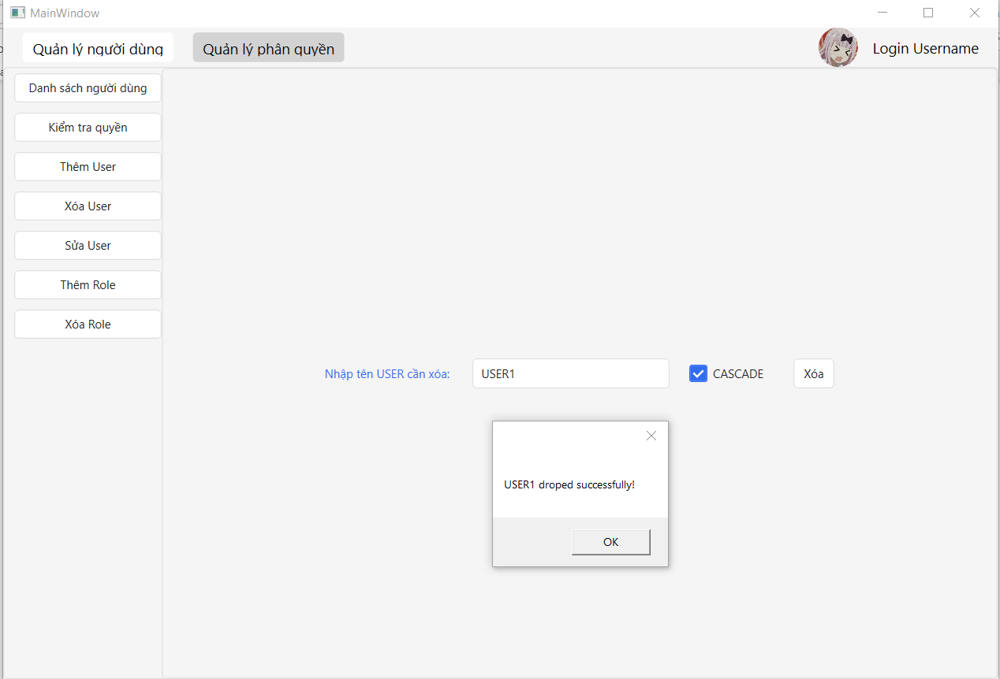 MainWindow
Quản lý người dùng
Quản lý phân quyền
Login Username
Danh sách người dùng
Kiểm tra quyền
Thêm User
Xóa User
Sửa User
Thêm Role
Xóa Role
Nhập tên USER cần xóa:
USER1
CASCADE
Xóa
USER1 droped successfully!
OK